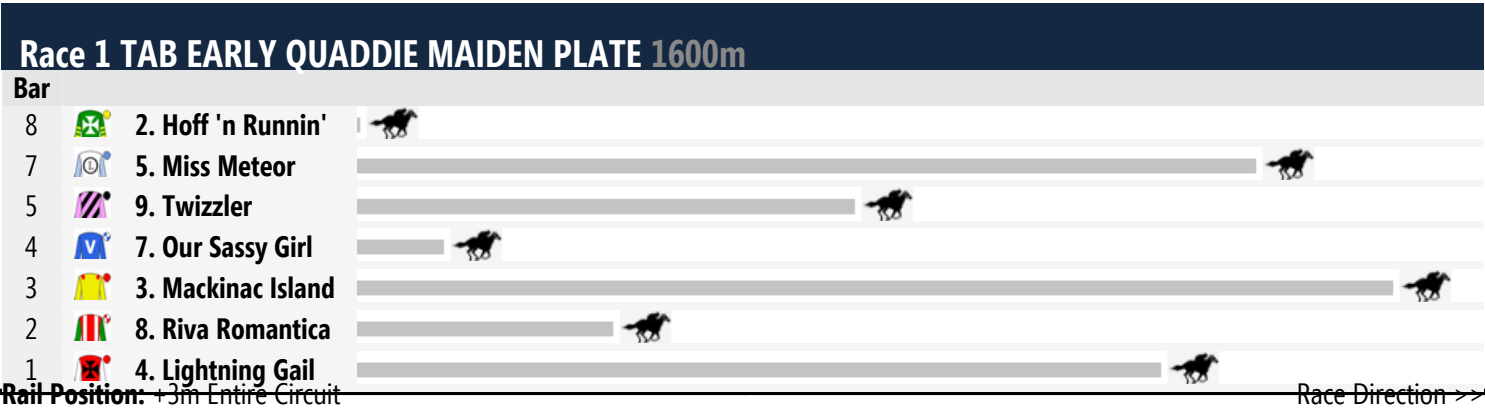 Race 1 TAB EARLY QUADDIE MAIDEN PLATE 1600m
Bar
8 2. Hoff 'n Runnin'
7 L 5. Miss Meteor
5 9. Twizzler
4 V 7. Our Sassy Girl
3 3. Mackinac Island
2 8. Riva Romantica
1 4. Lightning Gail
Rail Position: +3m Entire Circuit Race Direction >>